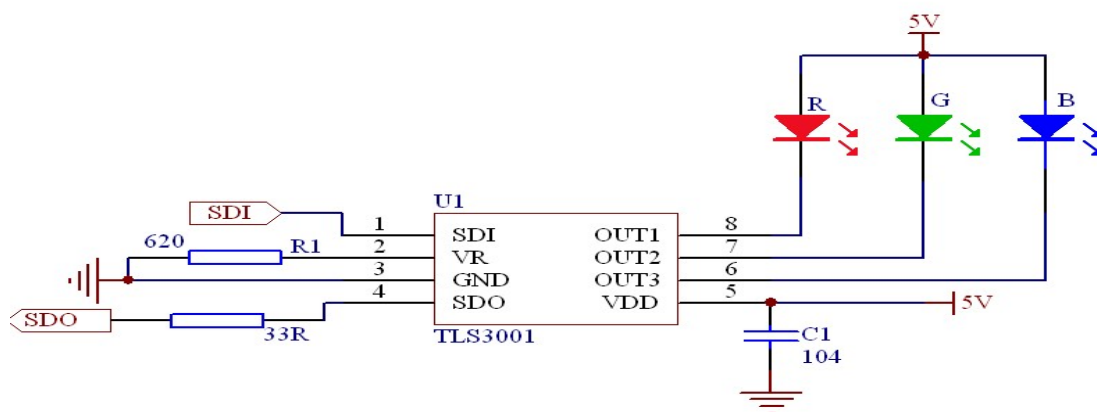 5V
R G B
U1
SDI 1 SDI OUT1 8
620 R1 2 VR OUT2 7
3 GND OUT3 6
SDO 4 SDO VDD 5 5V
33R TLS3001 C1
104